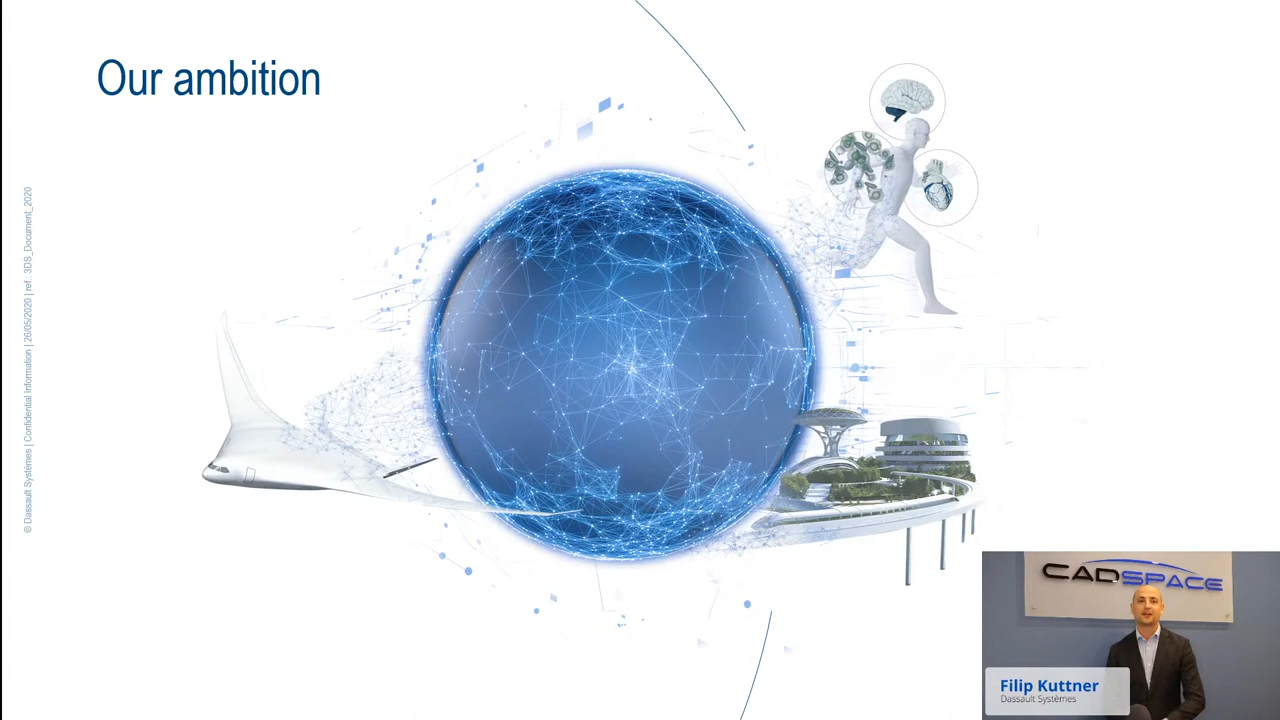 Our ambition
© Dassault Systèmes | Confidential Information | 26/05/2020 | ref.: 3DS_Document_2020
CADSPACE
Filip Kuttner
Dassault Systèmes